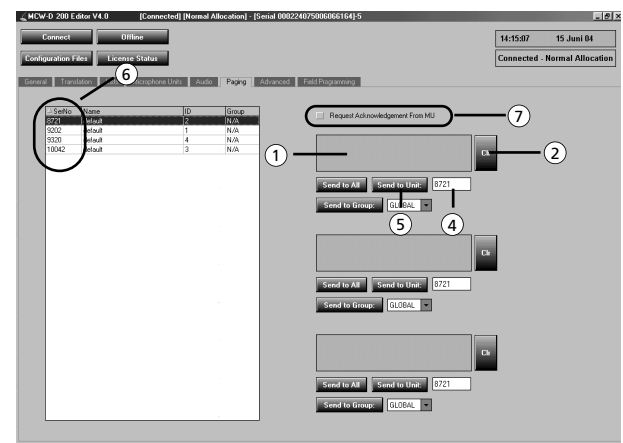 MCW-D 200 Editor V4.0 [Connected] [Normal Allocation] - [Serial 000224075006066164]-5
Connect Offline
14:15:07 15 Juni 04
Configuration Files License Status
Connected - Normal Allocation
6
General Translation Microphone Units Audio Paging Advanced Field Programming
SerNo Name ID Group
8721 default 2 N/A
9202 default 1 N/A
9320 default 4 N/A
10042 default 3 N/A
Request Acknowledgement From MU
7
1
Clr
2
Send to All Send to Unit: 8721
Send to Group: GLOBAL
5
4
Clr
Send to All Send to Unit: 8721
Send to Group: GLOBAL
Clr
Send to All Send to Unit: 8721
Send to Group: GLOBAL